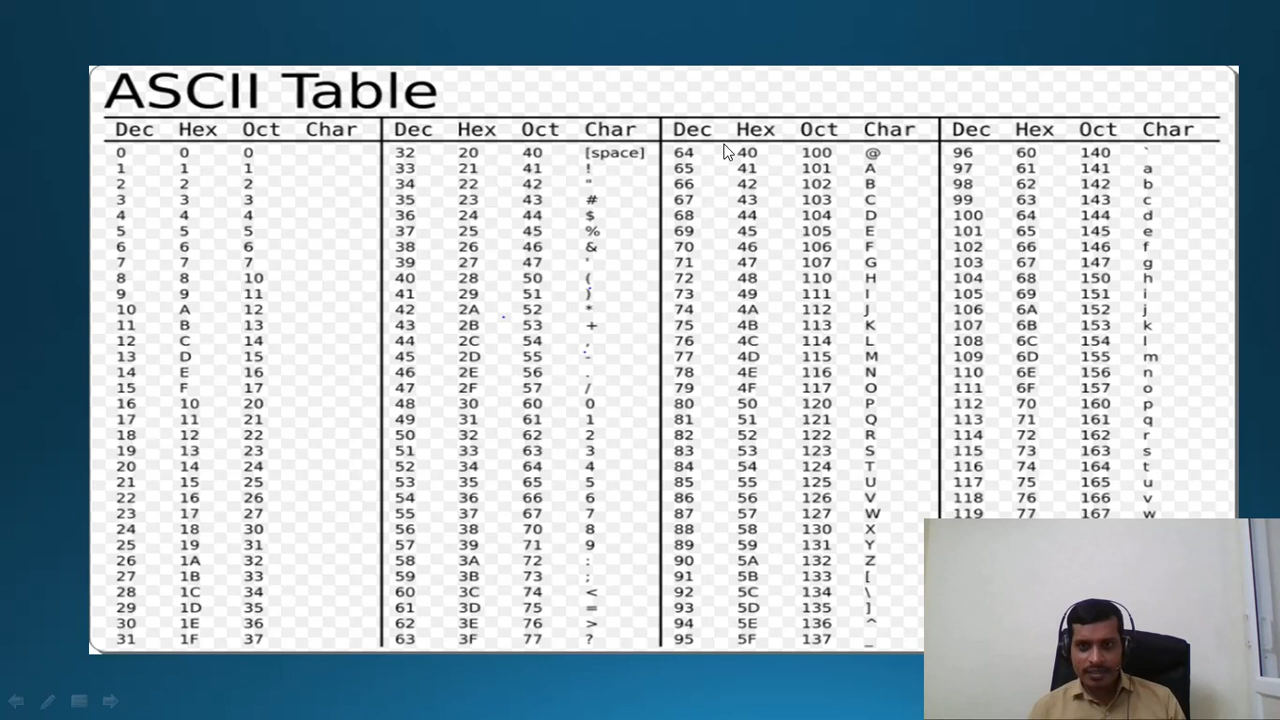 ASCII Table
Dec Hex Oct Char Dec Hex Oct Char Dec Hex Oct Char Dec Hex Oct Char
0 0 0 32 20 40 [space] 64 40 100 @ 96 60 140 `
1 1 1 33 21 41 ! 65 41 101 A 97 61 141 a
2 2 2 34 22 42 " 66 42 102 B 98 62 142 b
3 3 3 35 23 43 # 67 43 103 C 99 63 143 c
4 4 4 36 24 44 $ 68 44 104 D 100 64 144 d
5 5 5 37 25 45 % 69 45 105 E 101 65 145 e
6 6 6 38 26 46 & 70 46 106 F 102 66 146 f
7 7 7 39 27 47 ' 71 47 107 G 103 67 147 g
8 8 10 40 28 50 ( 72 48 110 H 104 68 150 h
9 9 11 41 29 51 ) 73 49 111 I 105 69 151 i
10 A 12 42 2A 52 * 74 4A 112 J 106 6A 152 j
11 B 13 43 2B 53 + 75 4B 113 K 107 6B 153 k
12 C 14 44 2C 54 , 76 4C 114 L 108 6C 154 l
13 D 15 45 2D 55 - 77 4D 115 M 109 6D 155 m
14 E 16 46 2E 56 . 78 4E 116 N 110 6E 156 n
15 F 17 47 2F 57 / 79 4F 117 O 111 6F 157 o
16 10 20 48 30 60 0 80 50 120 P 112 70 160 p
17 11 21 49 31 61 1 81 51 121 Q 113 71 161 q
18 12 22 50 32 62 2 82 52 122 R 114 72 162 r
19 13 23 51 33 63 3 83 53 123 S 115 73 163 s
20 14 24 52 34 64 4 84 54 124 T 116 74 164 t
21 15 25 53 35 65 5 85 55 125 U 117 75 165 u
22 16 26 54 36 66 6 86 56 126 V 118 76 166 v
23 17 27 55 37 67 7 87 57 127 W 119 77 167 w
24 18 30 56 38 70 8 88 58 130 X
25 19 31 57 39 71 9 89 59 131 Y
26 1A 32 58 3A 72 : 90 5A 132 Z
27 1B 33 59 3B 73 ; 91 5B 133 [
28 1C 34 60 3C 74 < 92 5C 134 \
29 1D 35 61 3D 75 = 93 5D 135 ]
30 1E 36 62 3E 76 > 94 5E 136 ^
31 1F 37 63 3F 77 ? 95 5F 137 _